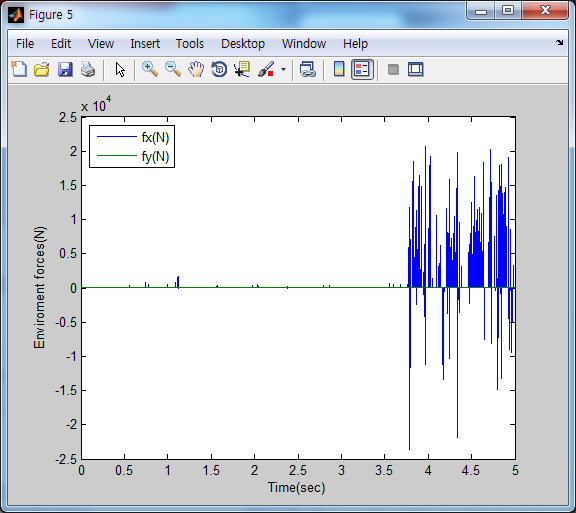 Figure 5
File Edit View Insert Tools Desktop Window Help
x 10^4
2.5
2
1.5
1
0.5
0
-0.5
-1
-1.5
-2
-2.5
fx(N)
fy(N)
Enviroment forces(N)
0 0.5 1 1.5 2 2.5 3 3.5 4 4.5 5
Time(sec)